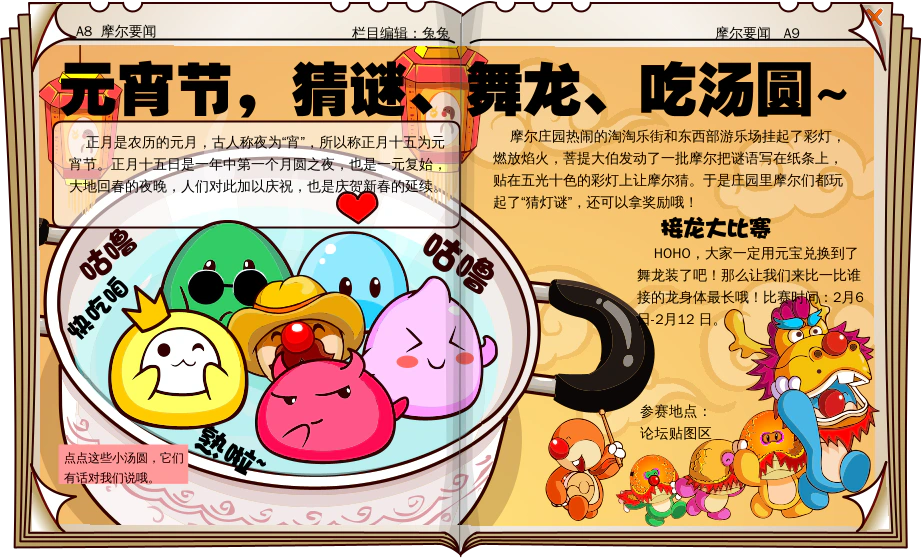 A8 摩尔要闻
栏目编辑：兔兔
摩尔要闻 A9
元宵节，猜谜、舞龙、吃汤圆~
正月是农历的元月，古人称夜为“宵”，所以称正月十五为元
宵节。正月十五日是一年中第一个月圆之夜，也是一元复始，
大地回春的夜晚，人们对此加以庆祝，也是庆贺新春的延续。
咕噜
咕噜
快吃哟
熟啦~
点点这些小汤圆，它们
有话对我们说哦。
摩尔庄园热闹的淘淘乐街和东西部游乐场挂起了彩灯，
燃放焰火，菩提大伯发动了一批摩尔把谜语写在纸条上，
贴在五光十色的彩灯上让摩尔猜。于是庄园里摩尔们都玩
起了“猜灯谜”，还可以拿奖励哦！
接龙大比赛
HOHO，大家一定用元宝兑换到了
舞龙装了吧！那么让我们来比一比谁
接的龙身体最长哦！比赛时间：2月6
日-2月12 日。
参赛地点：
论坛贴图区